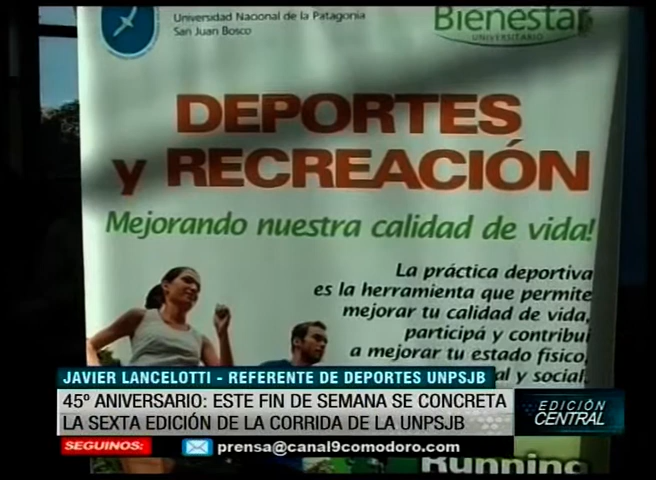 Universidad Nacional de la Patagonia
San Juan Bosco
Bienestar
UNIVERSITARIO
DEPORTES
y RECREACIÓN
Mejorando nuestra calidad de vida!
La práctica deportiva
es la herramienta que permite
mejorar tu calidad de vida,
participá y contribuí
a mejorar tu estado físico,
al y social.
JAVIER LANCELOTTI - REFERENTE DE DEPORTES UNPSJB
45º ANIVERSARIO: ESTE FIN DE SEMANA SE CONCRETA
LA SEXTA EDICIÓN DE LA CORRIDA DE LA UNPSJB
EDICIÓN
CENTRAL
SEGUINOS: prensa@canal9comodoro.com
Running